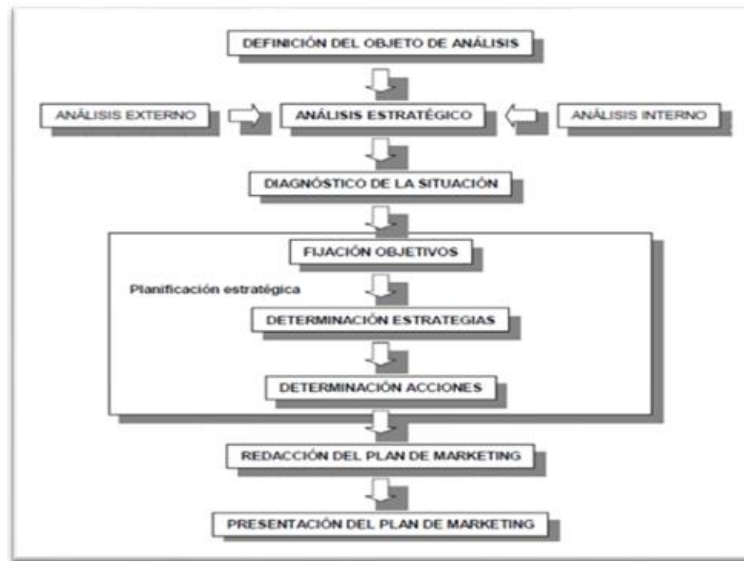 DEFINICIÓN DEL OBJETO DE ANÁLISIS
ANÁLISIS EXTERNO
ANÁLISIS ESTRATÉGICO
ANÁLISIS INTERNO
DIAGNÓSTICO DE LA SITUACIÓN
FIJACIÓN OBJETIVOS
Planificación estratégica
DETERMINACIÓN ESTRATEGIAS
DETERMINACIÓN ACCIONES
REDACCIÓN DEL PLAN DE MARKETING
PRESENTACIÓN DEL PLAN DE MARKETING